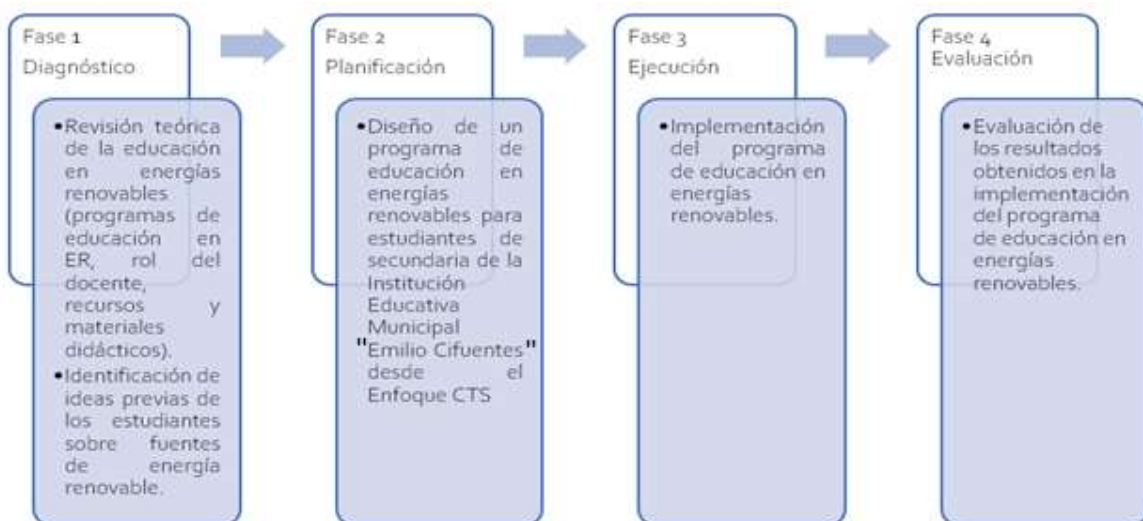 Fase 1
Diagnóstico
•Revisión teórica
de la educación
en energías
renovables
(programas de
educación en
ER, rol del
docente,
recursos y
materiales
didácticos).
•Identificación de
ideas previas de
los estudiantes
sobre fuentes
de energía
renovable.
Fase 2
Planificación
•Diseño de un
programa de
educación en
energías
renovables para
estudiantes de
secundaria de la
Institución
Educativa
Municipal
"Emilio Cifuentes"
desde el
Enfoque CTS
Fase 3
Ejecución
•Implementación
del programa
de educación en
energías
renovables.
Fase 4
Evaluación
•Evaluación de
los resultados
obtenidos en la
implementación
del programa
de educación en
energías
renovables.